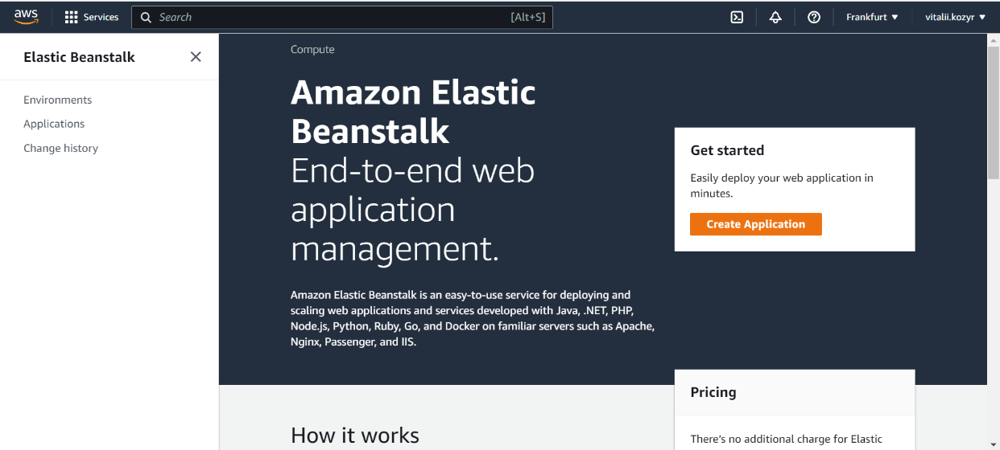 aws
Services
Search
[Alt+S]
Frankfurt
vitalii.kozyr
Elastic Beanstalk
Environments
Applications
Change history
Compute
Amazon Elastic
Beanstalk
End-to-end web
application
management.
Amazon Elastic Beanstalk is an easy-to-use service for deploying and
scaling web applications and services developed with Java, .NET, PHP,
Node.js, Python, Ruby, Go, and Docker on familiar servers such as Apache,
Nginx, Passenger, and IIS.
Get started
Easily deploy your web application in
minutes.
Create Application
Pricing
There's no additional charge for Elastic
How it works